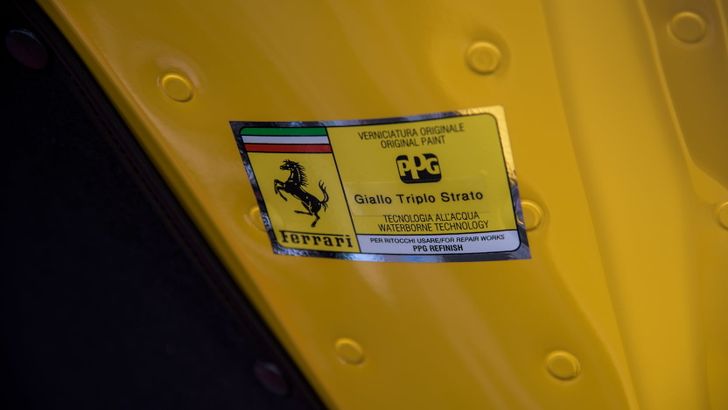 Ferrari
VERNICIATURA ORIGINALE
ORIGINAL PAINT
PPG
Giallo Triplo Strato
TECNOLOGIA ALL'ACQUA
WATERBORNE TECHNOLOGY
PER RITOCCHI USARE/FOR REPAIR WORKS
PPG REFINISH